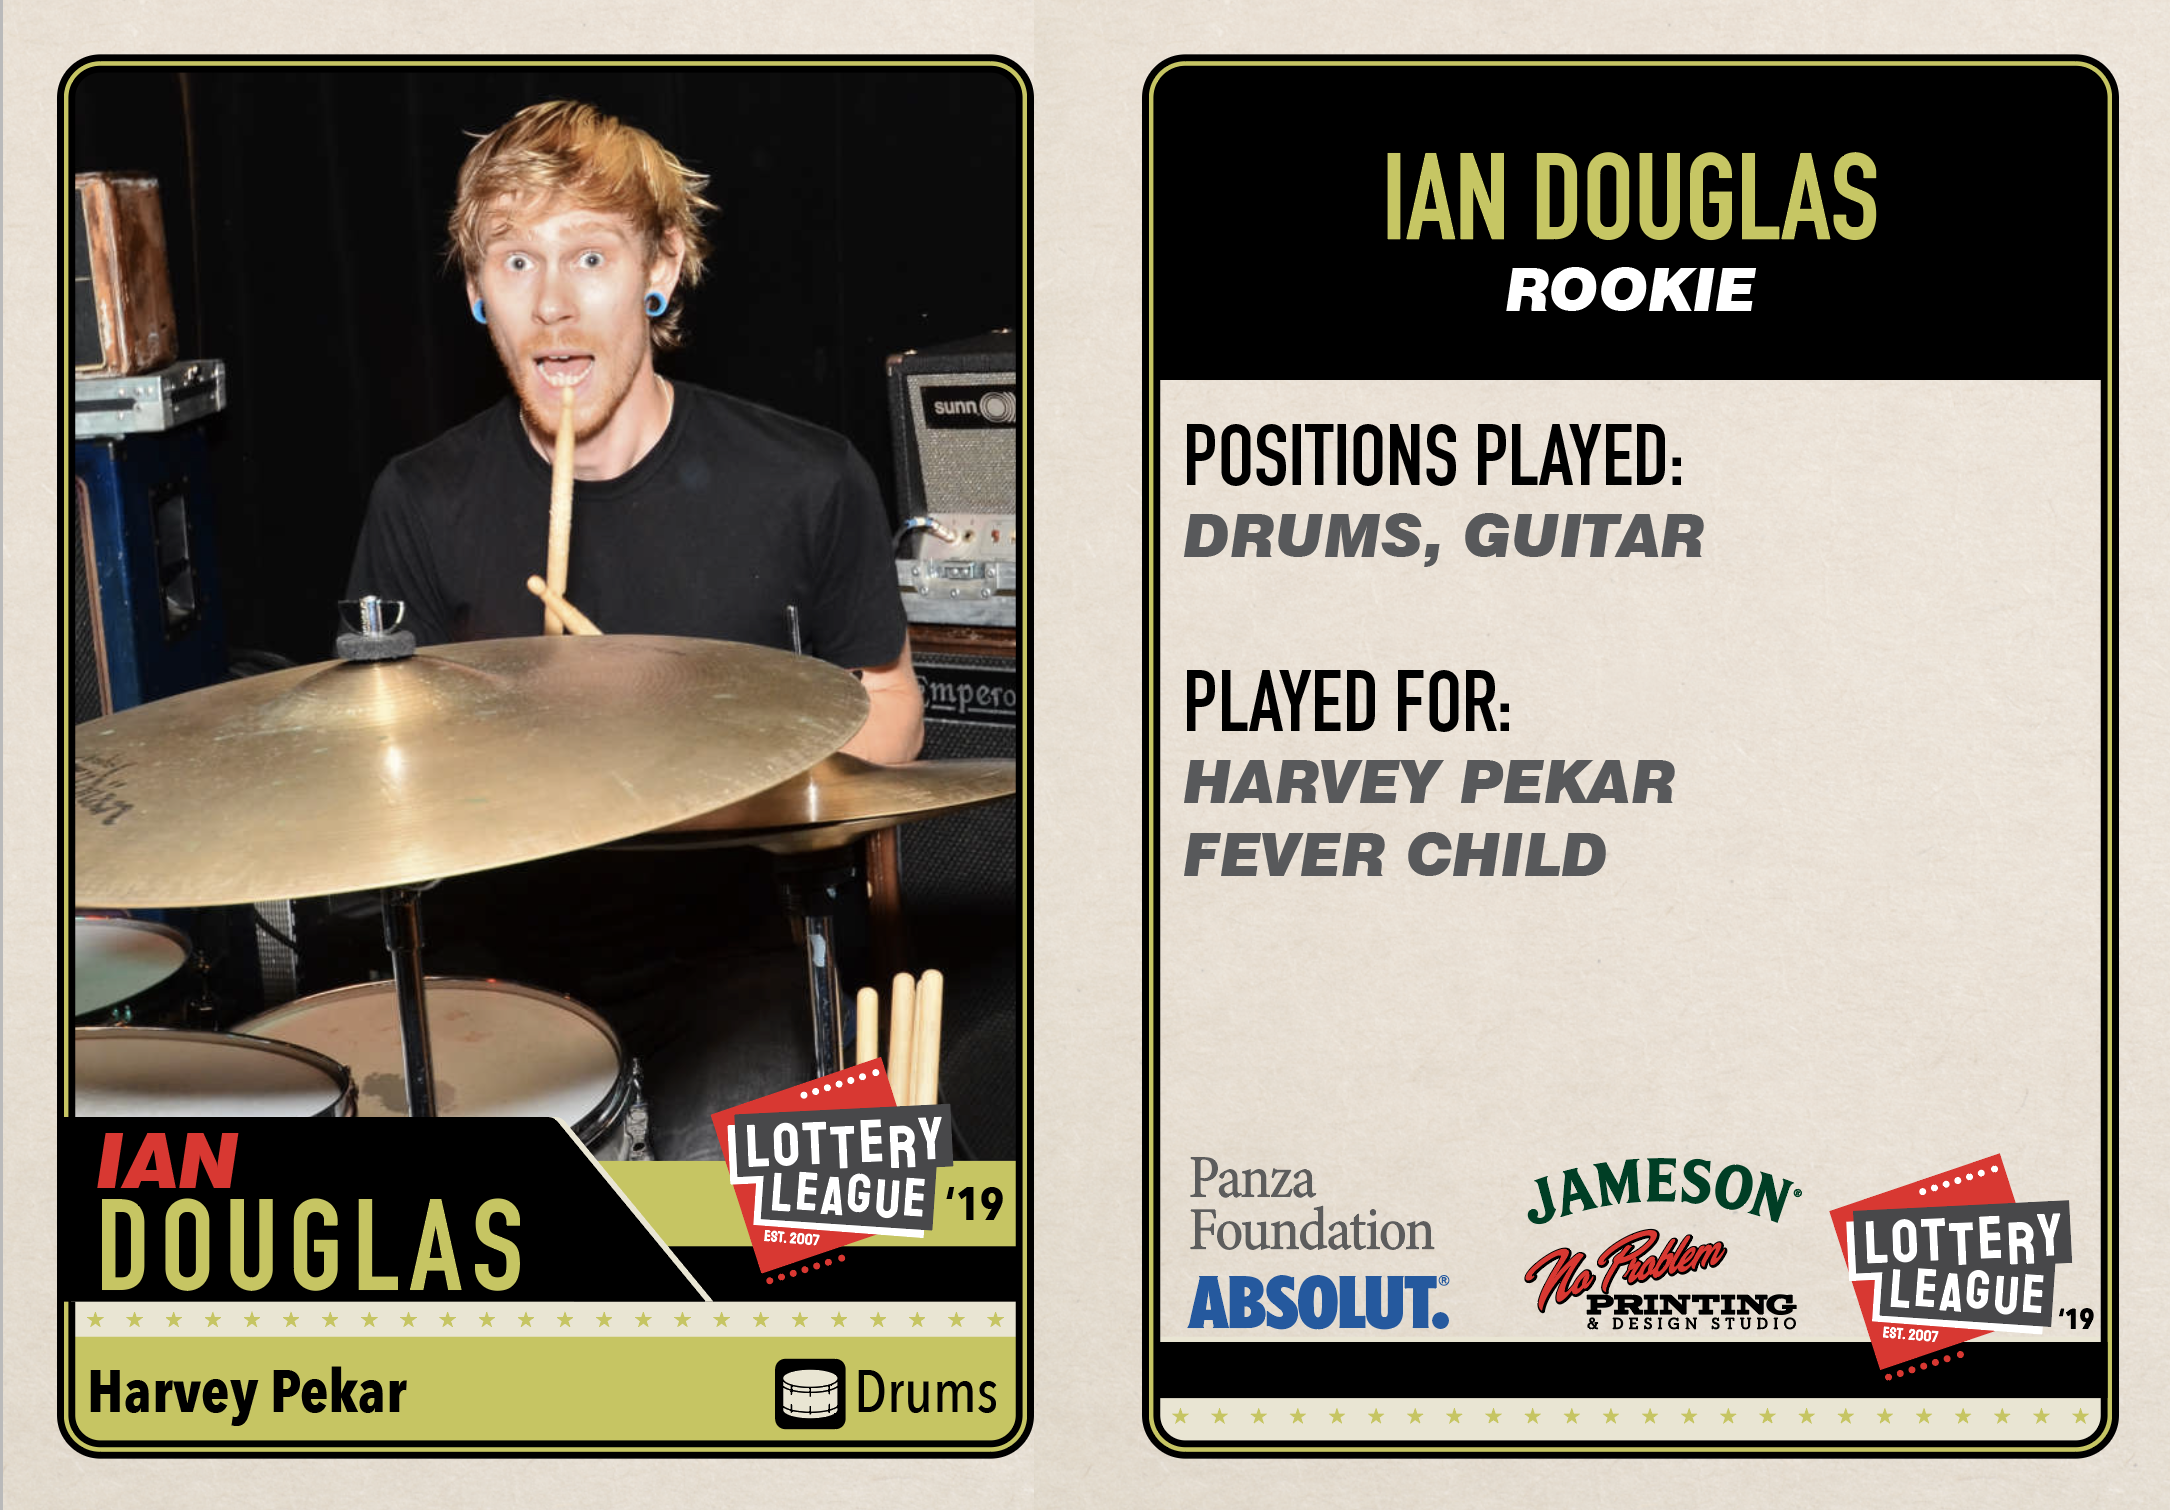 sunn
Empero
IAN
DOUGLAS
LOTTERY
LEAGUE
EST. 2007
'19
Harvey Pekar
Drums
IAN DOUGLAS
ROOKIE
POSITIONS PLAYED:
DRUMS, GUITAR
PLAYED FOR:
HARVEY PEKAR
FEVER CHILD
Panza
Foundation
ABSOLUT.®
JAMESON®
No Problem
PRINTING
& DESIGN STUDIO
LOTTERY
LEAGUE
EST. 2007
'19